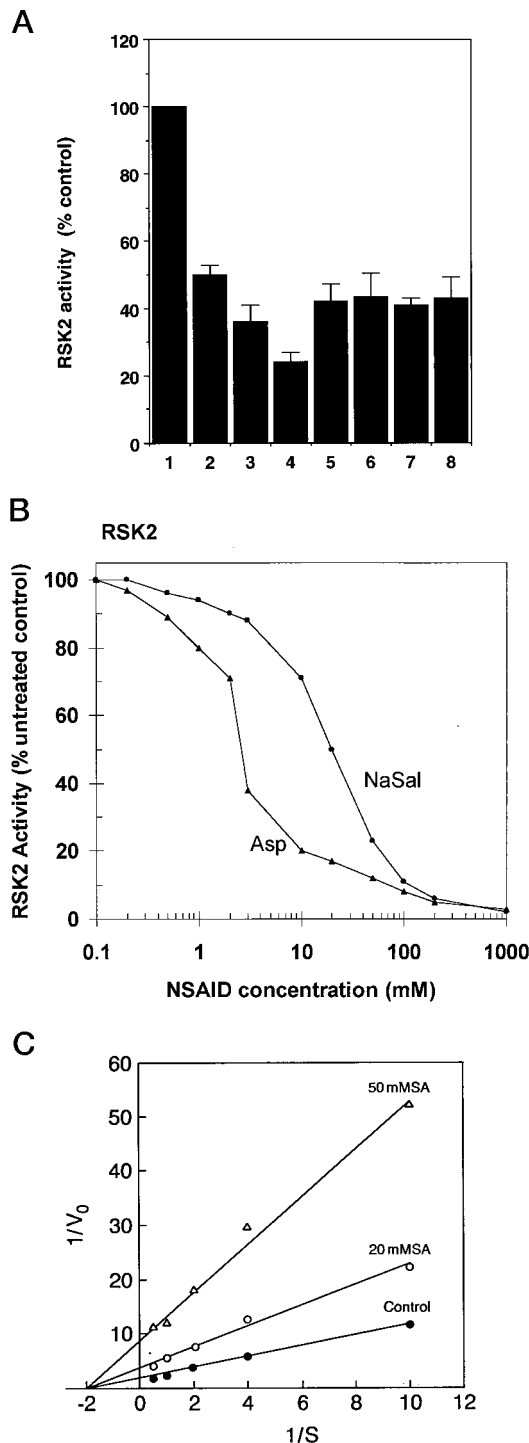 A
120
100
80
60
40
20
0
RSK2 activity (% control)
1 2 3 4 5 6 7 8
B
RSK2
100
80
60
40
20
0
RSK2 Activity (% untreated control)
NaSal
Asp
0.1 1 10 100 1000
NSAID concentration (mM)
C
60
50
40
30
20
10
1/V0
50 mMSA
20 mMSA
Control
-2 0 2 4 6 8 10 12
1/S